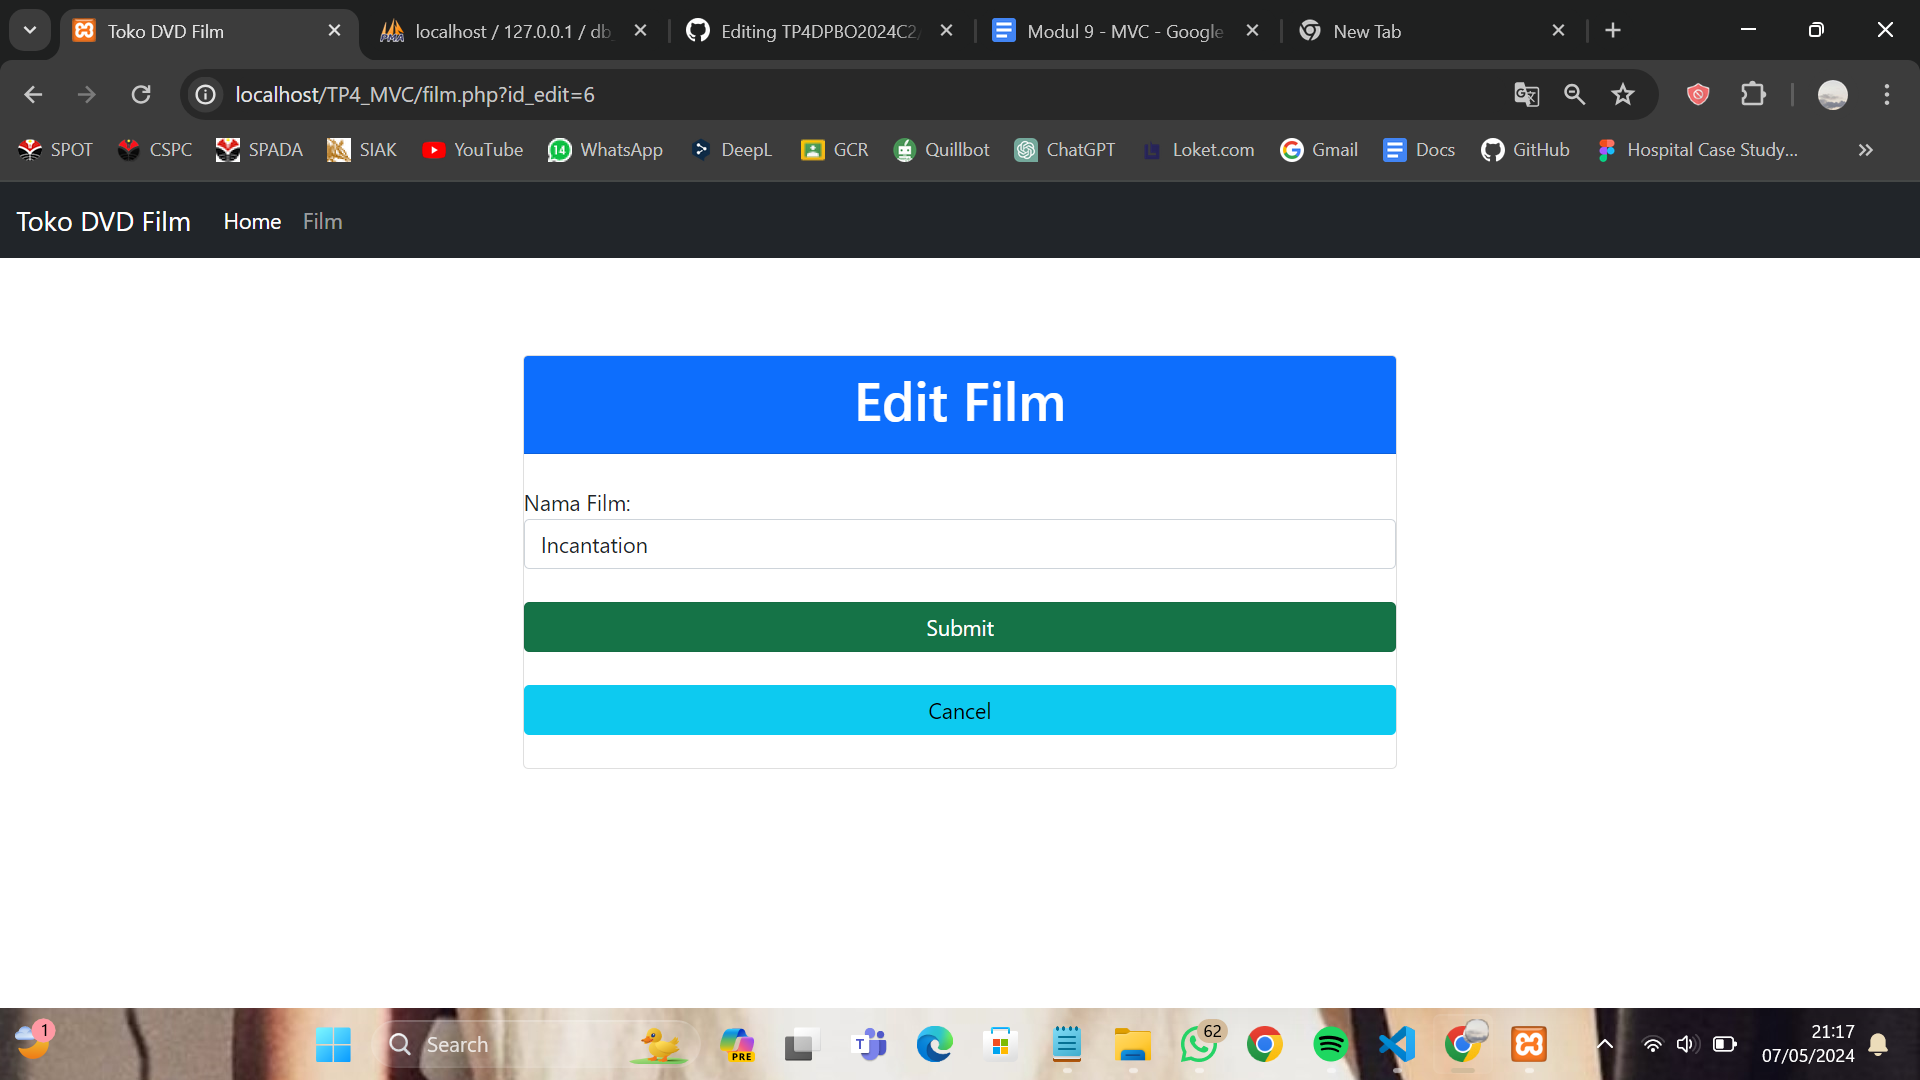 Toko DVD Film
localhost / 127.0.0.1 / db
Editing TP4DPBO2024C2/
Modul 9 - MVC - Google
New Tab
localhost/TP4_MVC/film.php?id_edit=6
SPOT
CSPC
SPADA
SIAK
YouTube
14
WhatsApp
DeepL
GCR
Quillbot
ChatGPT
Loket.com
Gmail
Docs
GitHub
Hospital Case Study...
Toko DVD Film
Home
Film
Edit Film
Nama Film:
Incantation
Submit
Cancel
1
Search
PRE
62
21:17
07/05/2024